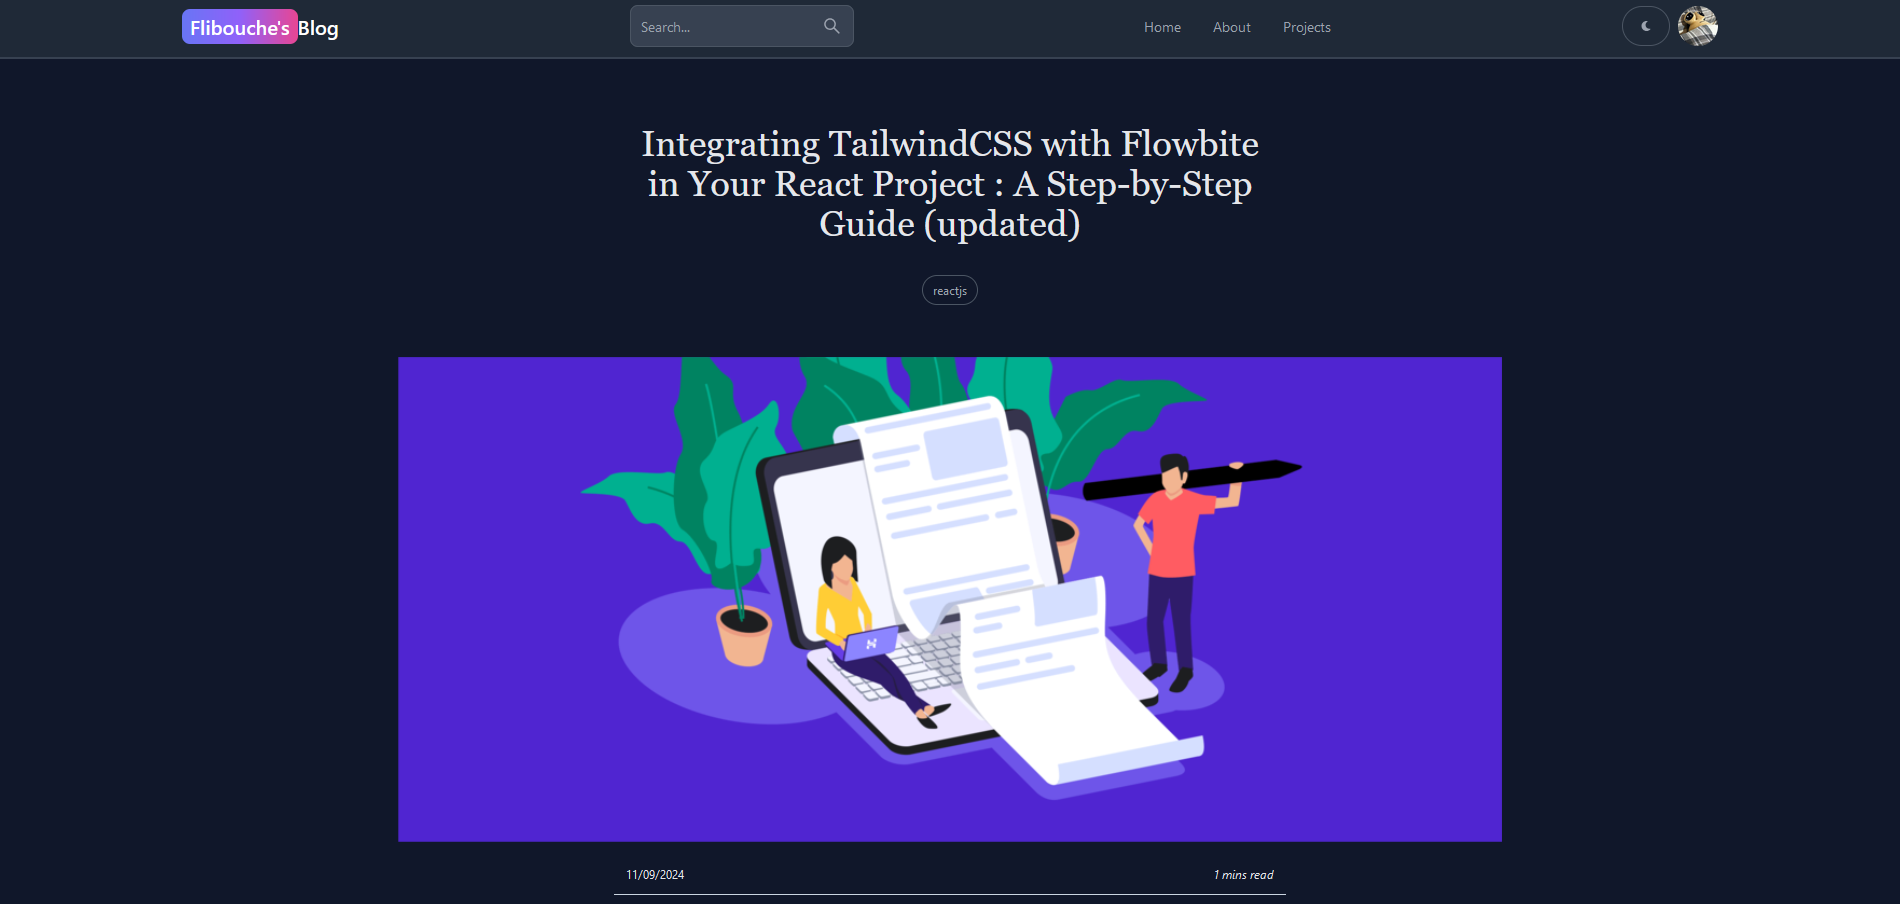 Flibouche's Blog
Search...
Home
About
Projects
Integrating TailwindCSS with Flowbite
in Your React Project : A Step-by-Step
Guide (updated)
reactjs
11/09/2024
1 mins read